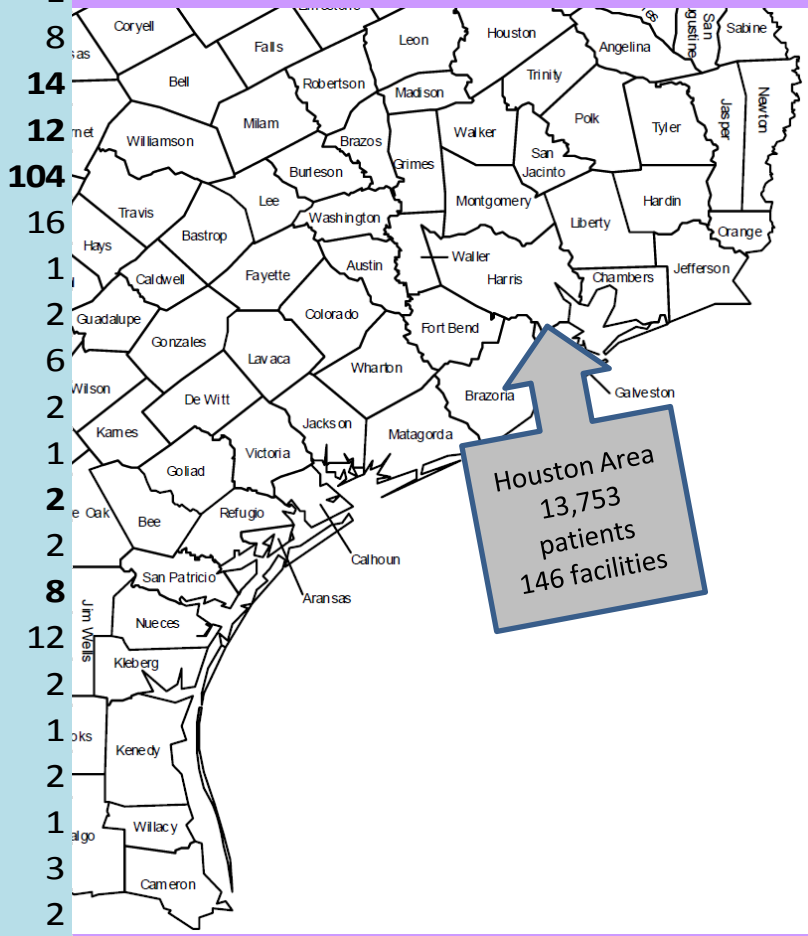 8
14
12
104
16
1
2
6
2
1
2
2
8
12
2
1
2
1
3
2
Coryell
Falls
Leon
Houston
Angelina
San
Sabine
Bell
Robertson
Madison
Trinity
Williamson
Milam
Brazos
Grimes
Walker
Polk
Tyler
Jasper
Newton
San
Jacinto
Burleson
Travis
Lee
Washington
Montgomery
Liberty
Hardin
Orange
Hays
Bastrop
Caldwell
Fayette
Austin
Waller
Harris
Chambers
Jefferson
Guadalupe
Gonzales
Colorado
Fort Bend
Lavaca
Wharton
Wilson
De Witt
Brazoria
Galveston
Karnes
Jackson
Matagorda
Victoria
Goliad
Bee
Refugio
Calhoun
San Patricio
Aransas
Jim Wells
Nueces
Kleberg
Kenedy
Willacy
Cameron
Houston Area
13,753
patients
146 facilities